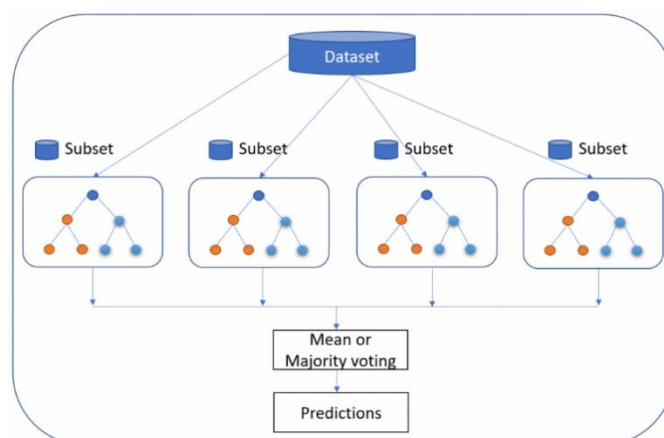 Dataset
Subset
Subset
Subset
Subset
Mean or
Majority voting
Predictions